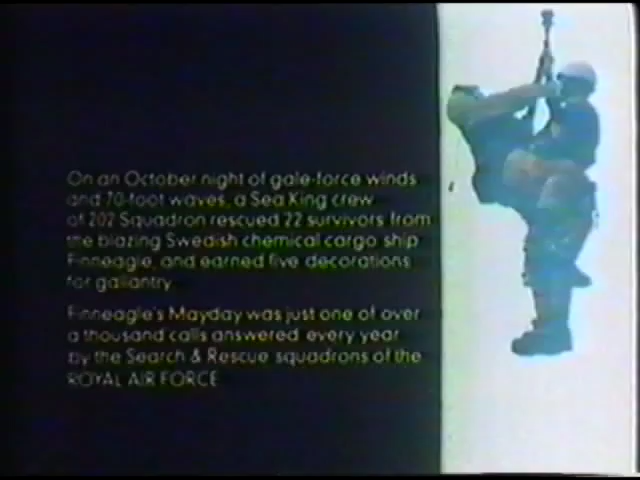 On an October night of gale-force winds
and 70-foot waves, a Sea King crew
of 202 Squadron rescued 22 survivors from
the blazing Swedish chemical cargo ship
Finneagle, and earned five decorations
for gallantry.
Finneagle's Mayday was just one of over
a thousand calls answered every year
by the Search & Rescue squadrons of the
ROYAL AIR FORCE